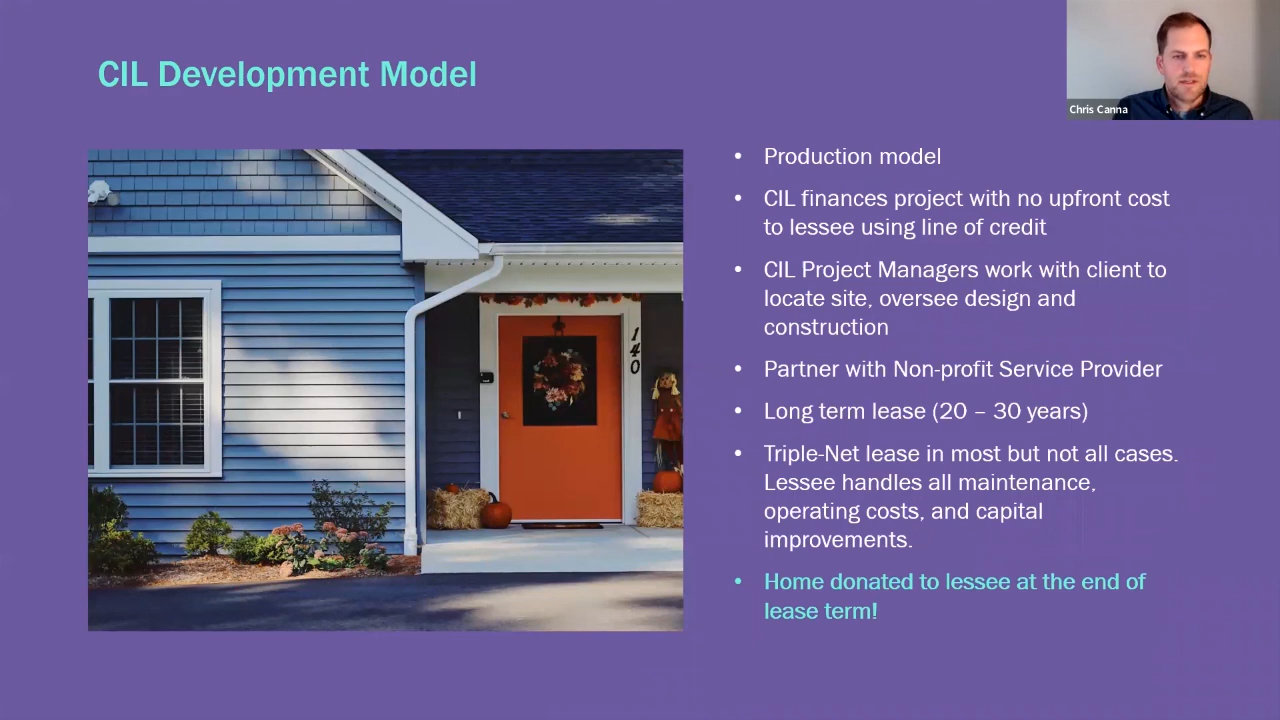 CIL Development Model
Chris Canna
• Production model
• CIL finances project with no upfront cost
to lessee using line of credit
• CIL Project Managers work with client to
locate site, oversee design and
construction
• Partner with Non-profit Service Provider
• Long term lease (20 – 30 years)
• Triple-Net lease in most but not all cases.
Lessee handles all maintenance,
operating costs, and capital
improvements.
• Home donated to lessee at the end of
lease term!
140